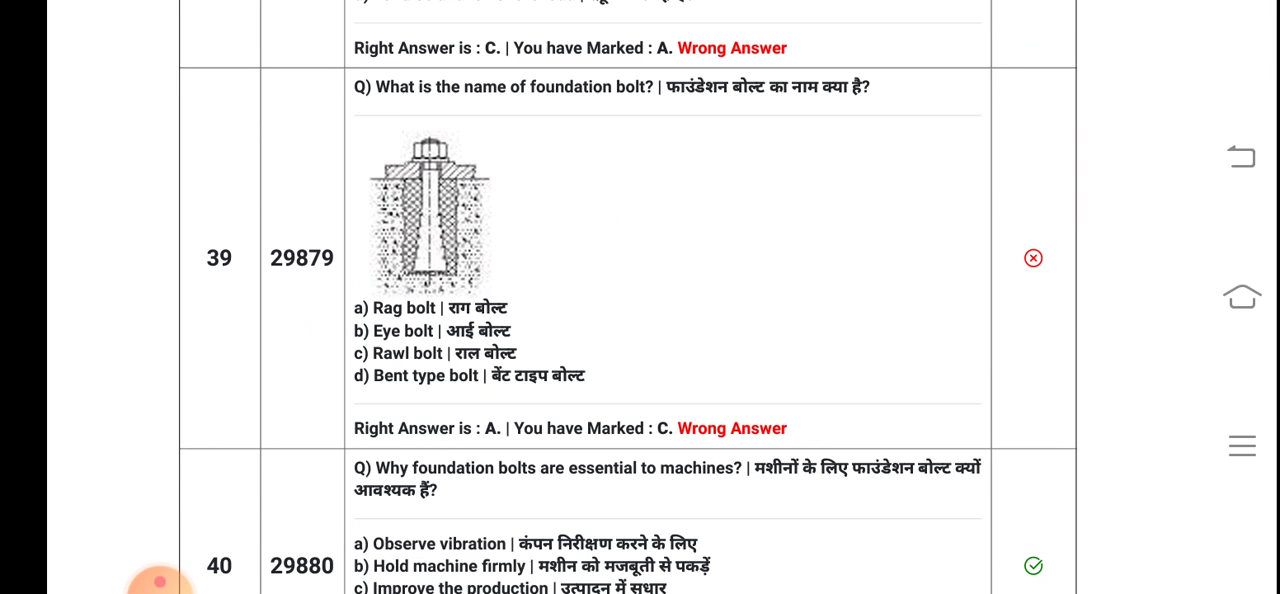 Right Answer is : C. | You have Marked : A. Wrong Answer
Q) What is the name of foundation bolt? | फाउंडेशन बोल्ट का नाम क्या है?
39
29879
a) Rag bolt | राग बोल्ट
b) Eye bolt | आई बोल्ट
c) Rawl bolt | राल बोल्ट
d) Bent type bolt | बेंट टाइप बोल्ट
Right Answer is : A. | You have Marked : C. Wrong Answer
Q) Why foundation bolts are essential to machines? | मशीनों के लिए फाउंडेशन बोल्ट क्यों
आवश्यक हैं?
40
29880
a) Observe vibration | कंपन निरीक्षण करने के लिए
b) Hold machine firmly | मशीन को मजबूती से पकड़ें
c) Improve the production | उत्पादन में सुधार